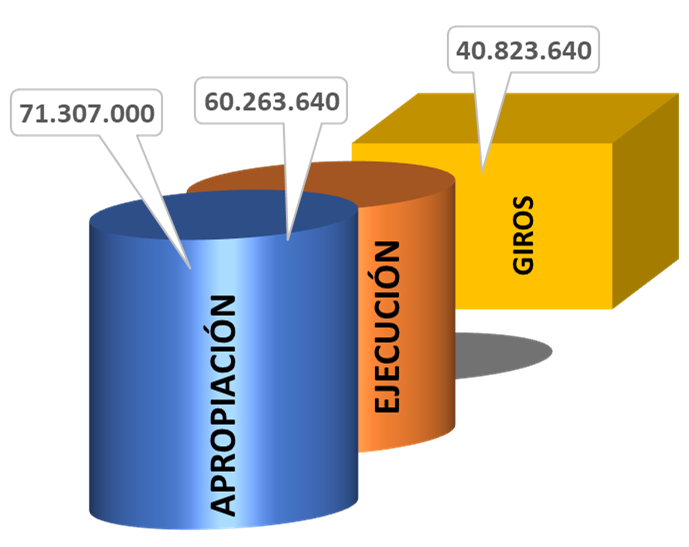 71.307.000
60.263.640
40.823.640
APROPIACIÓN
EJECUCIÓN
GIROS